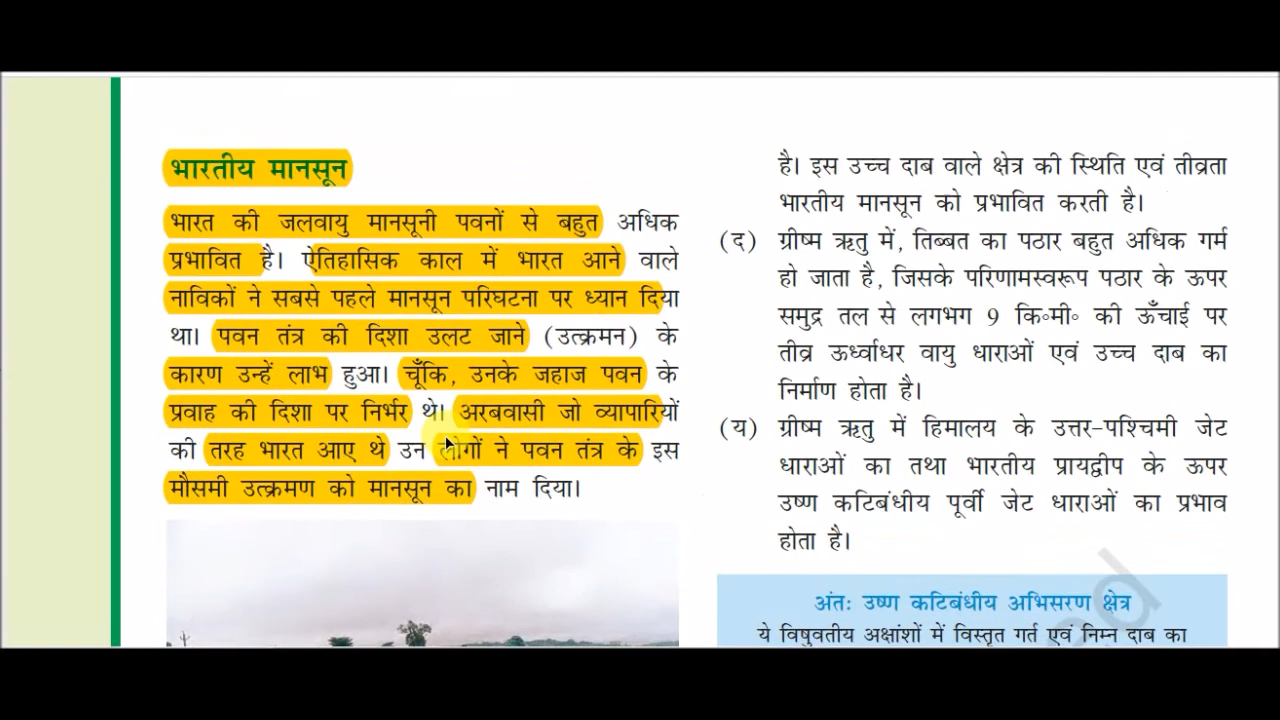 भारतीय मानसून
भारत की जलवायु मानसूनी पवनों से बहुत अधिक
प्रभावित है। ऐतिहासिक काल में भारत आने वाले
नाविकों ने सबसे पहले मानसून परिघटना पर ध्यान दिया
था। पवन तंत्र की दिशा उलट जाने (उत्क्रमन) के
कारण उन्हें लाभ हुआ। चूँकि, उनके जहाज पवन के
प्रवाह की दिशा पर निर्भर थे। अरबवासी जो व्यापारियों
की तरह भारत आए थे उन लोगों ने पवन तंत्र के इस
मौसमी उत्क्रमण को मानसून का नाम दिया।
है। इस उच्च दाब वाले क्षेत्र की स्थिति एवं तीव्रता
भारतीय मानसून को प्रभावित करती है।
(द) ग्रीष्म ऋतु में, तिब्बत का पठार बहुत अधिक गर्म
हो जाता है, जिसके परिणामस्वरूप पठार के ऊपर
समुद्र तल से लगभग 9 कि॰मी॰ की ऊँचाई पर
तीव्र ऊर्ध्वाधर वायु धाराओं एवं उच्च दाब का
निर्माण होता है।
(य) ग्रीष्म ऋतु में हिमालय के उत्तर-पश्चिमी जेट
धाराओं का तथा भारतीय प्रायद्वीप के ऊपर
उष्ण कटिबंधीय पूर्वी जेट धाराओं का प्रभाव
होता है।
अंतः उष्ण कटिबंधीय अभिसरण क्षेत्र
ये विषुवतीय अक्षांशों में विस्तृत गर्त एवं निम्न दाब का